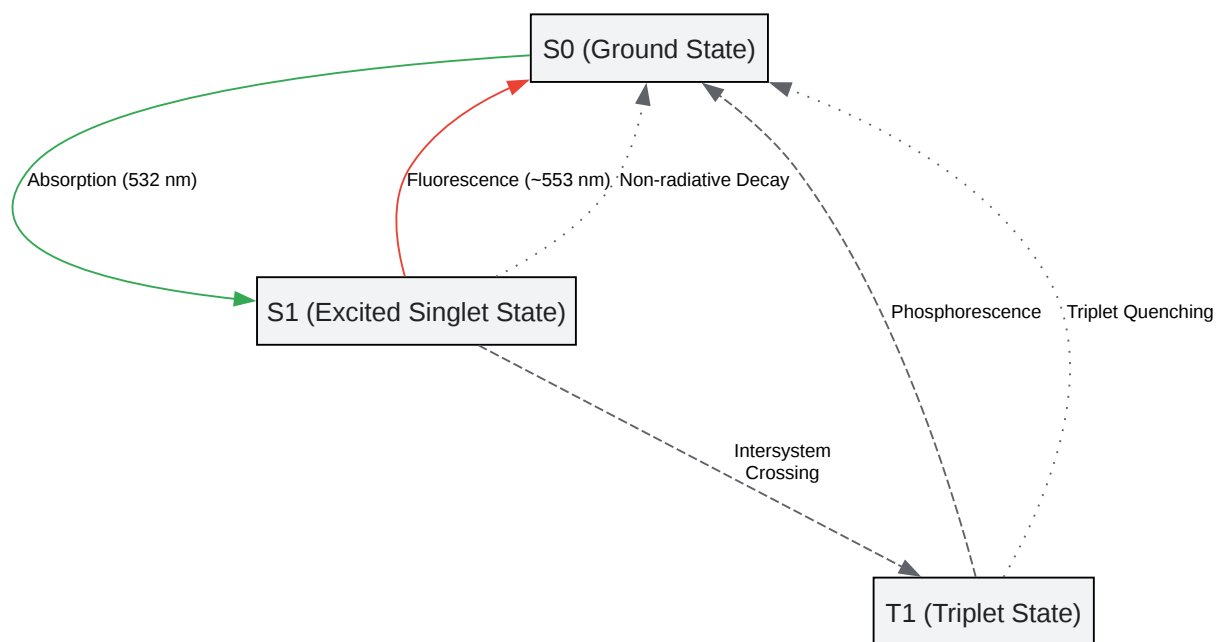 S0 (Ground State)
Absorption (532 nm)
Fluorescence (~553 nm)
Non-radiative Decay
S1 (Excited Singlet State)
Phosphorescence
Triplet Quenching
Intersystem
Crossing
T1 (Triplet State)